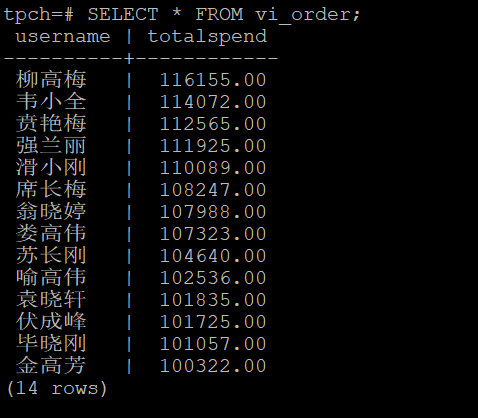 tpch=# SELECT * FROM vi_order;
username | totalspend
----------+------------
柳高梅 | 116155.00
韦小全 | 114072.00
贲艳梅 | 112565.00
强兰丽 | 111925.00
滑小刚 | 110089.00
席长梅 | 108247.00
翁晓婷 | 107988.00
娄高伟 | 107323.00
苏长刚 | 104640.00
喻高伟 | 102536.00
袁晓轩 | 101835.00
伏成峰 | 101725.00
毕晓刚 | 101057.00
金高芳 | 100322.00
(14 rows)